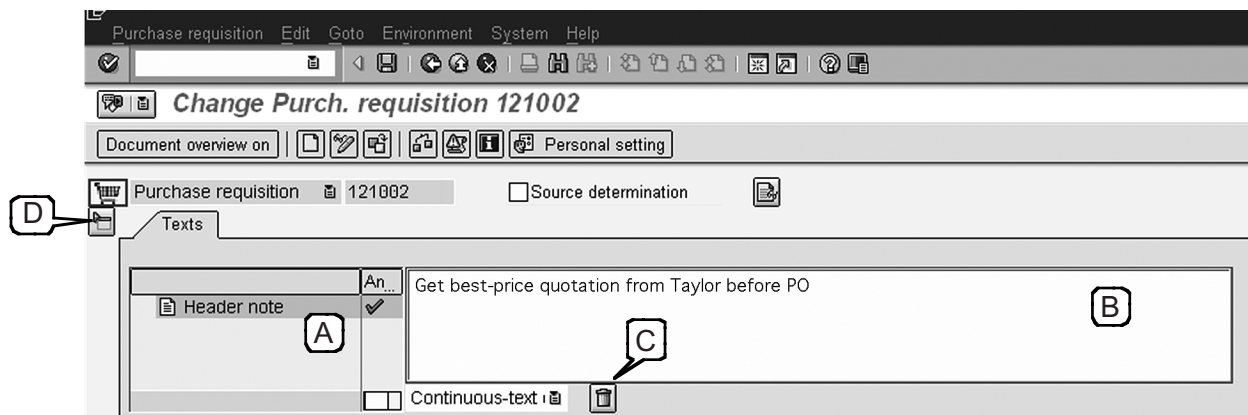 Purchase requisition Edit Goto Environment System Help
Change Purch. requisition 121002
Document overview on Personal setting
Purchase requisition 121002 Source determination
D
Texts
An... Get best-price quotation from Taylor before PO
Header note
A
B
C
Continuous-text